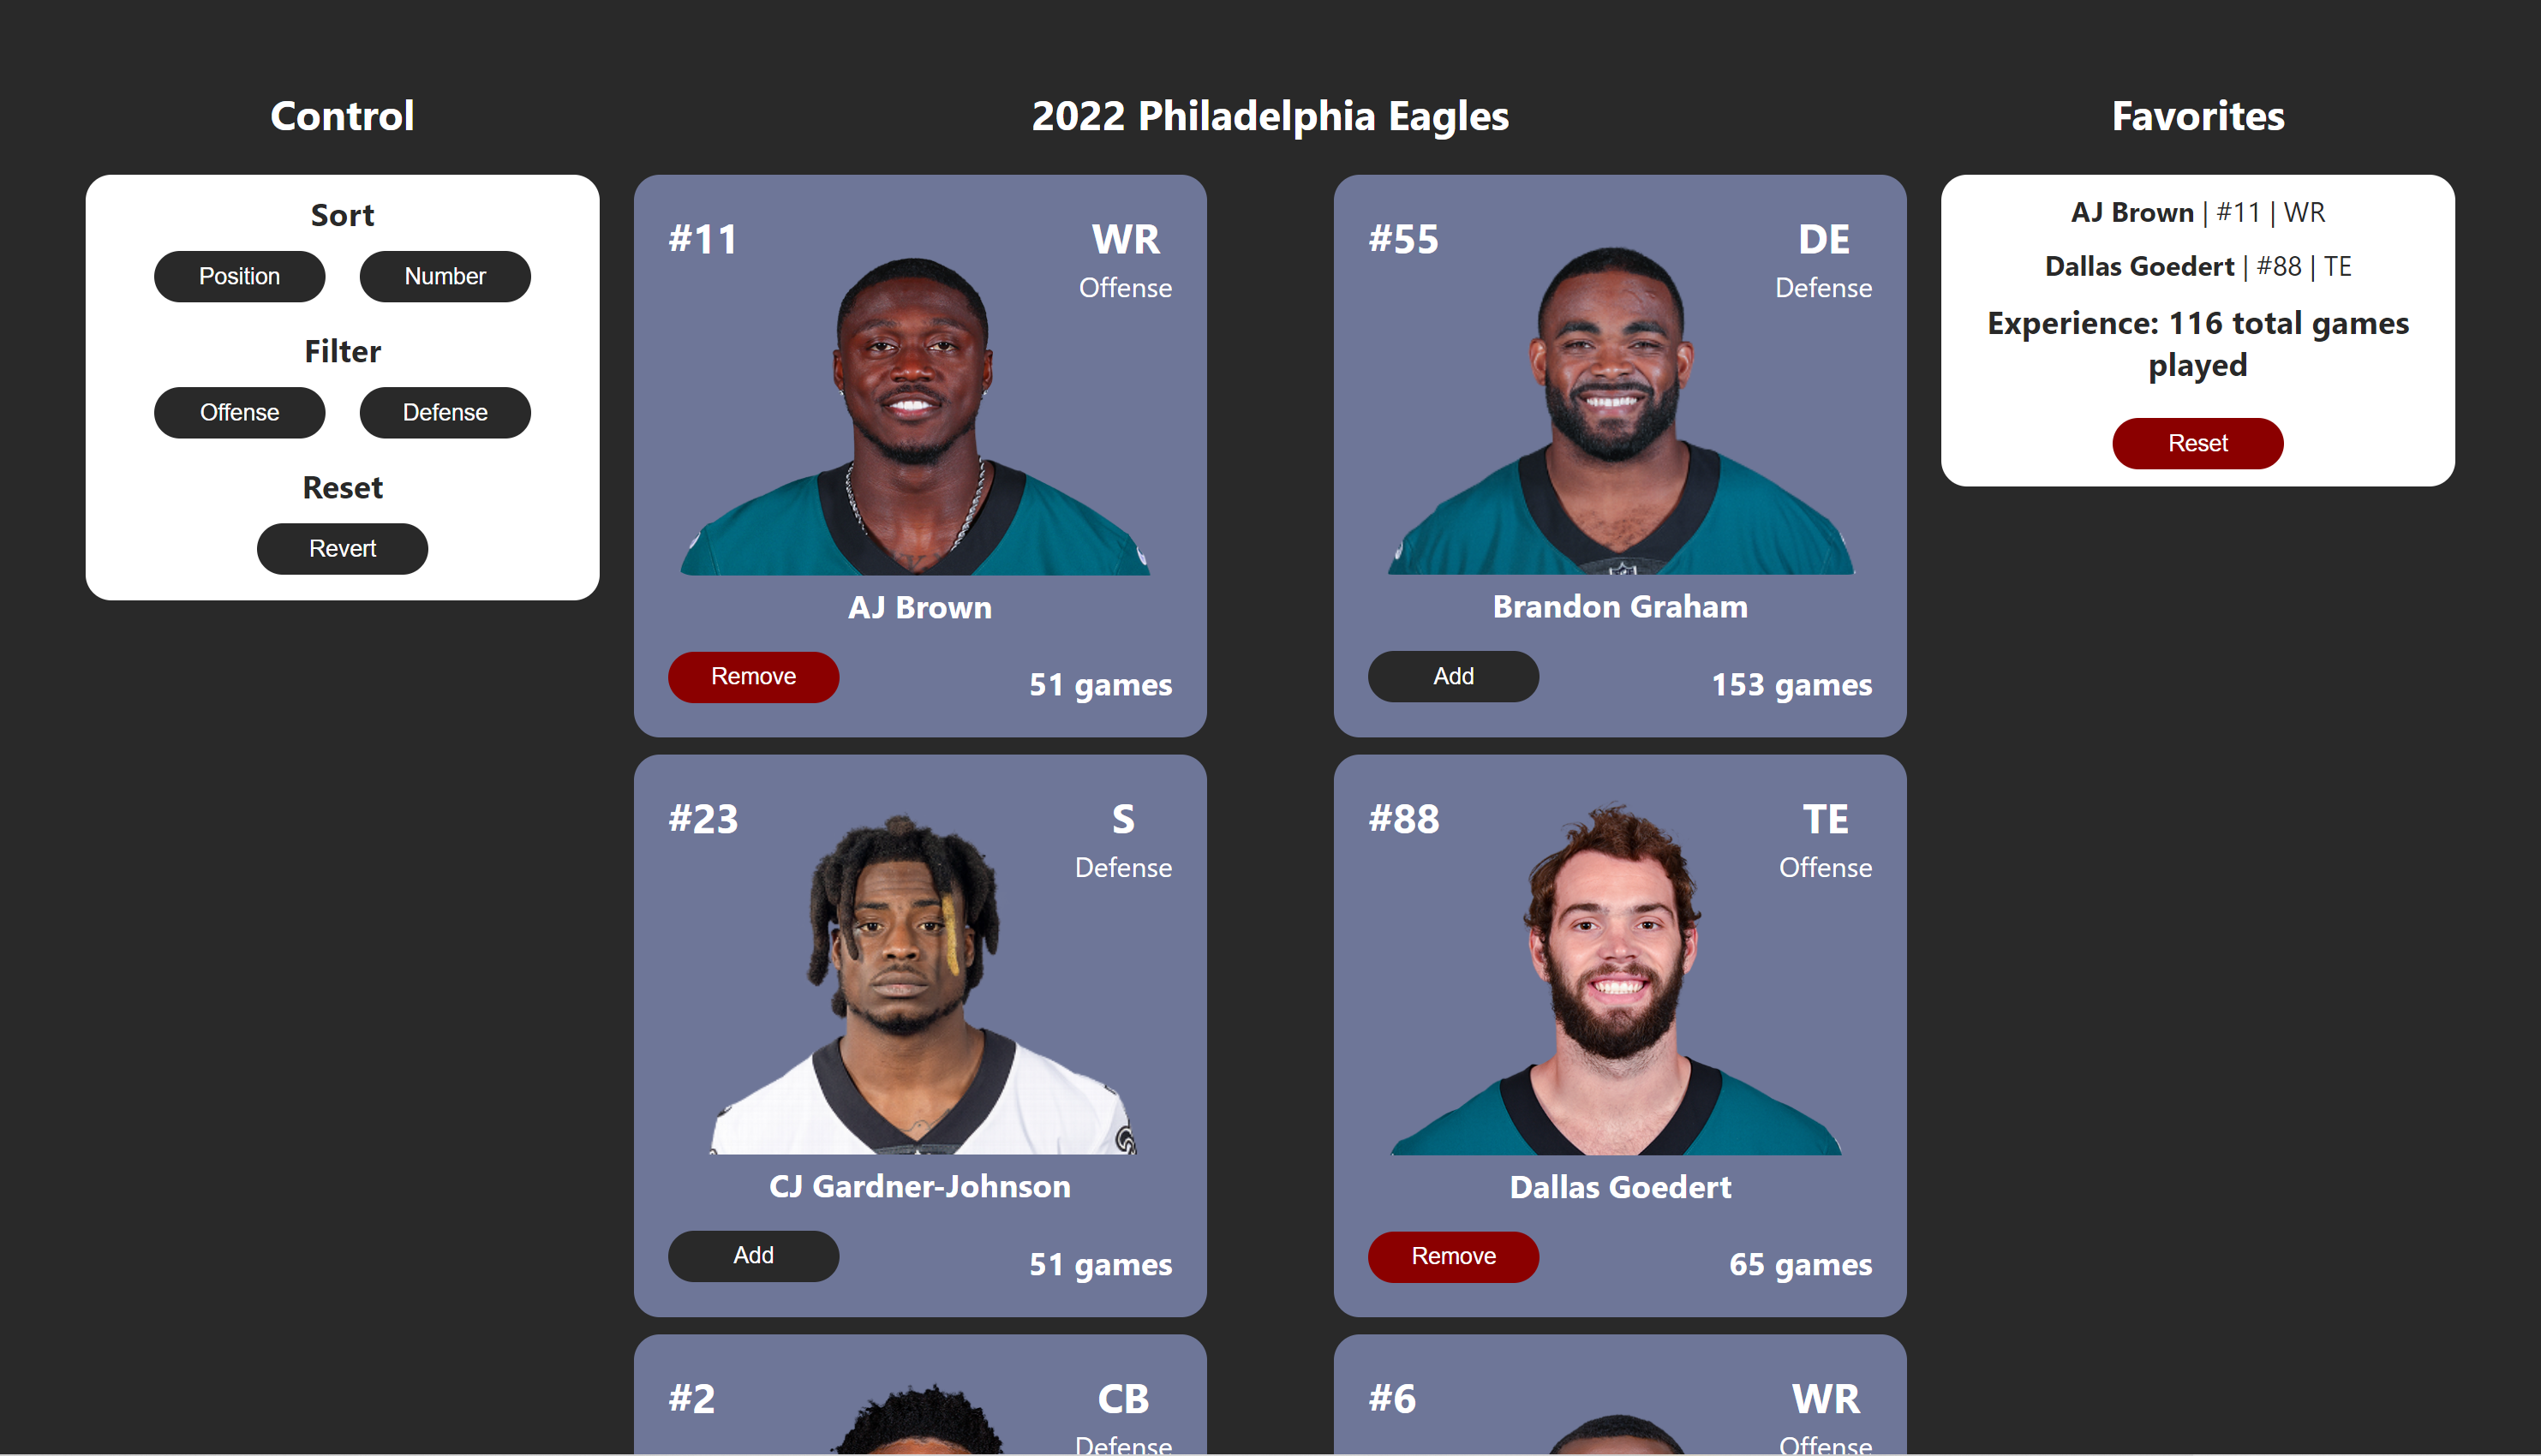 Control
Sort
Position
Number
Filter
Offense
Defense
Reset
Revert
2022 Philadelphia Eagles
#11
WR
Offense
AJ Brown
Remove
51 games
#55
DE
Defense
Brandon Graham
Add
153 games
#23
S
Defense
CJ Gardner-Johnson
Add
51 games
#88
TE
Offense
Dallas Goedert
Remove
65 games
#2
CB
Defense
#6
WR
Offense
Favorites
AJ Brown | #11 | WR
Dallas Goedert | #88 | TE
Experience: 116 total games
played
Reset